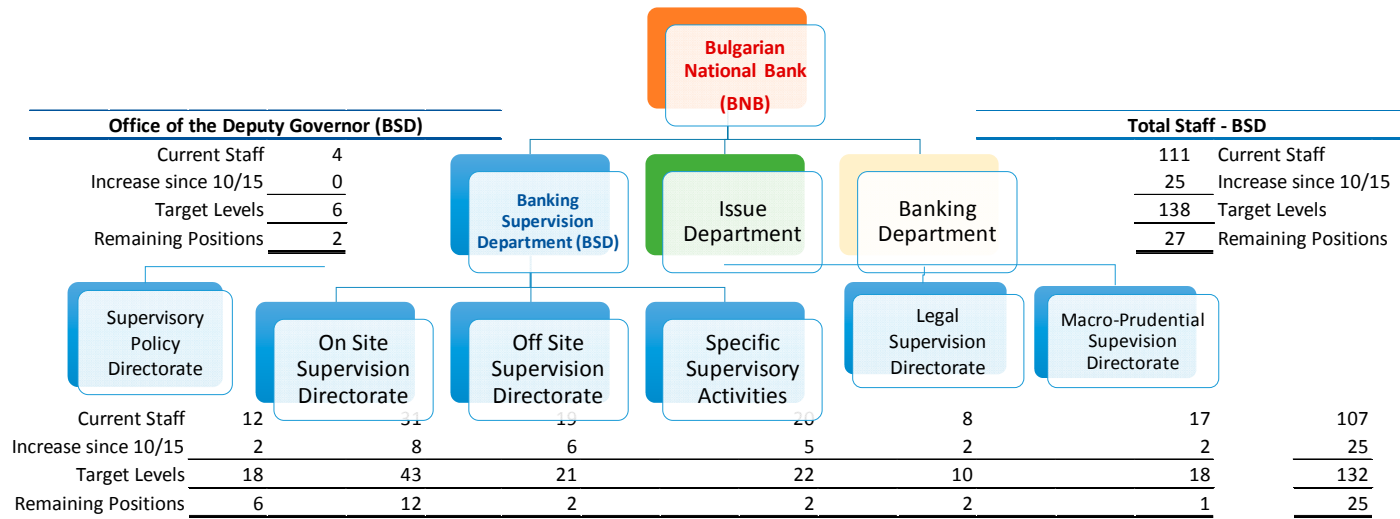 Bulgarian
National Bank
(BNB)
Office of the Deputy Governor (BSD)
Current Staff 4
Increase since 10/15 0
Target Levels 6
Remaining Positions 2
Total Staff - BSD
111 Current Staff
25 Increase since 10/15
138 Target Levels
27 Remaining Positions
Banking
Supervision
Department (BSD)
Issue
Department
Banking
Department
Supervisory
Policy
Directorate
On Site
Supervision
Directorate
Off Site
Supervision
Directorate
Specific
Supervisory
Activities
Legal
Supervision
Directorate
Macro-Prudential
Supevision
Directorate
Current Staff 12 31 19 20 8 17 107
Increase since 10/15 2 8 6 5 2 2 25
Target Levels 18 43 21 22 10 18 132
Remaining Positions 6 12 2 2 2 1 25